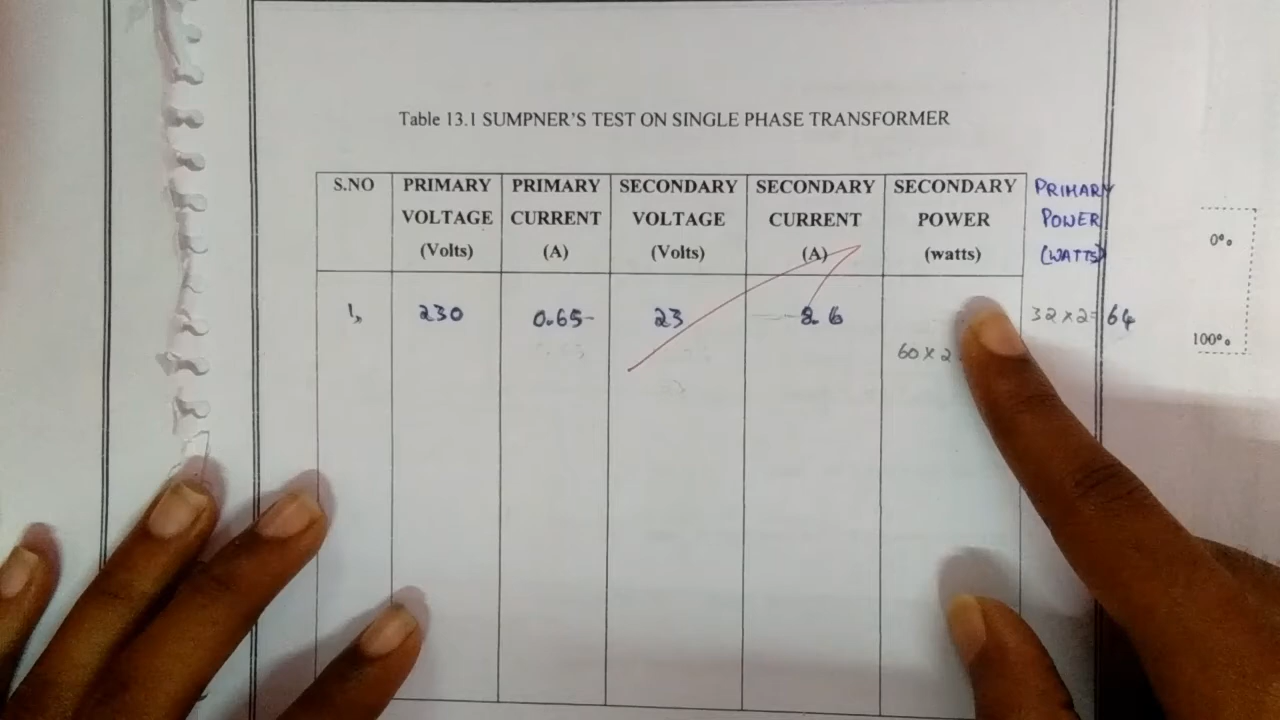 Table 13.1 SUMPNER'S TEST ON SINGLE PHASE TRANSFORMER
S.NO PRIMARY VOLTAGE (Volts) PRIMARY CURRENT (A) SECONDARY VOLTAGE (Volts) SECONDARY CURRENT (A) SECONDARY POWER (watts) PRIMARY POWER (WATTS)
1, 230 0.65 23 8.6 32 x 2 = 64
60 x 2
0%
100%